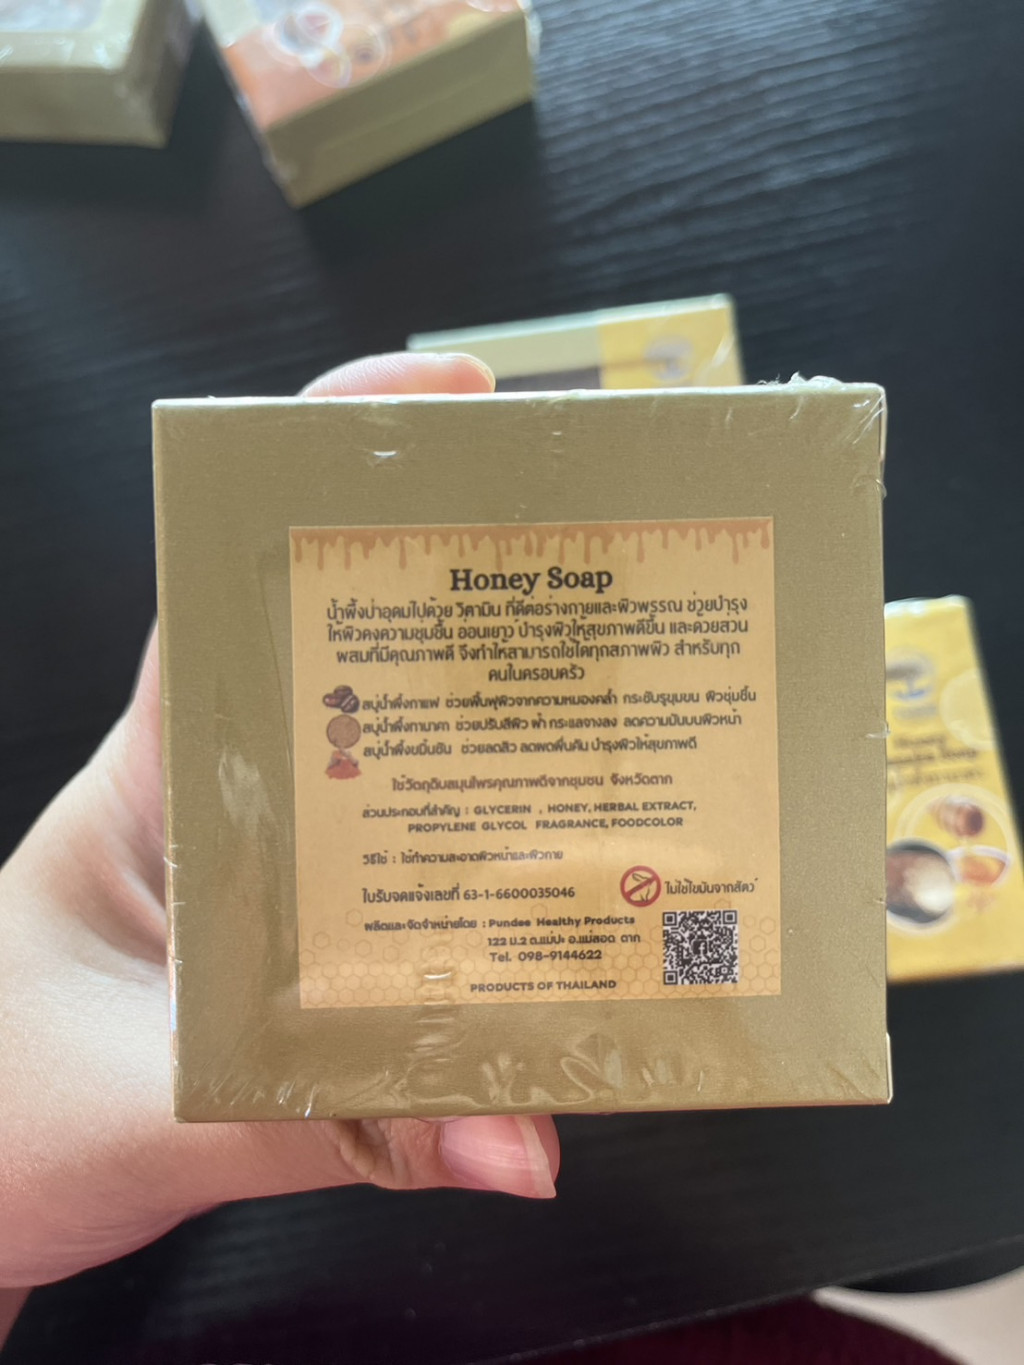 Honey Soap
น้ำผึ้งป่าอุดมไปด้วย วิตามิน ที่ดีต่อร่างกายและผิวพรรณ ช่วยบำรุง
ให้ผิวคงความชุ่มชื้น อ่อนเยาว์ บำรุงผิวให้สุขภาพดีขึ้น และด้วยส่วน
ผสมที่มีคุณภาพดี จึงทำให้สามารถใช้ได้ทุกสภาพผิว สำหรับทุก
คนในครอบครัว
สบู่น้ำผึ้งกาแฟ ช่วยฟื้นฟูผิวจากความหมองคล้ำ กระชับรูขุมขน ผิวชุ่มชื้น
สบู่น้ำผึ้งทานาคา ช่วยปรับสีผิว ฝ้า กระแลจางลง ลดความมันบนผิวหน้า
สบู่น้ำผึ้งขมิ้นชัน ช่วยลดสิว ลดผดผื่นคัน บำรุงผิวให้สุขภาพดี
ใช้วัตถุดิบสมุนไพรคุณภาพดีจากชุมชน จังหวัดตาก
ส่วนประกอบที่สำคัญ : GLYCERIN , HONEY, HERBAL EXTRACT,
PROPYLENE GLYCOL FRAGRANCE, FOODCOLOR
วิธีใช้ : ใช้ทำความสะอาดผิวหน้าและผิวกาย
ใบรับจดแจ้งเลขที่ 63-1-6600035046
ไม่ใช้ไขมันจากสัตว์
ผลิตและจัดจำหน่ายโดย : Pundee Healthy Products
122 ม.2 ต.แม่ปะ อ.แม่สอด ตาก
Tel. 098-9144622
PRODUCTS OF THAILAND